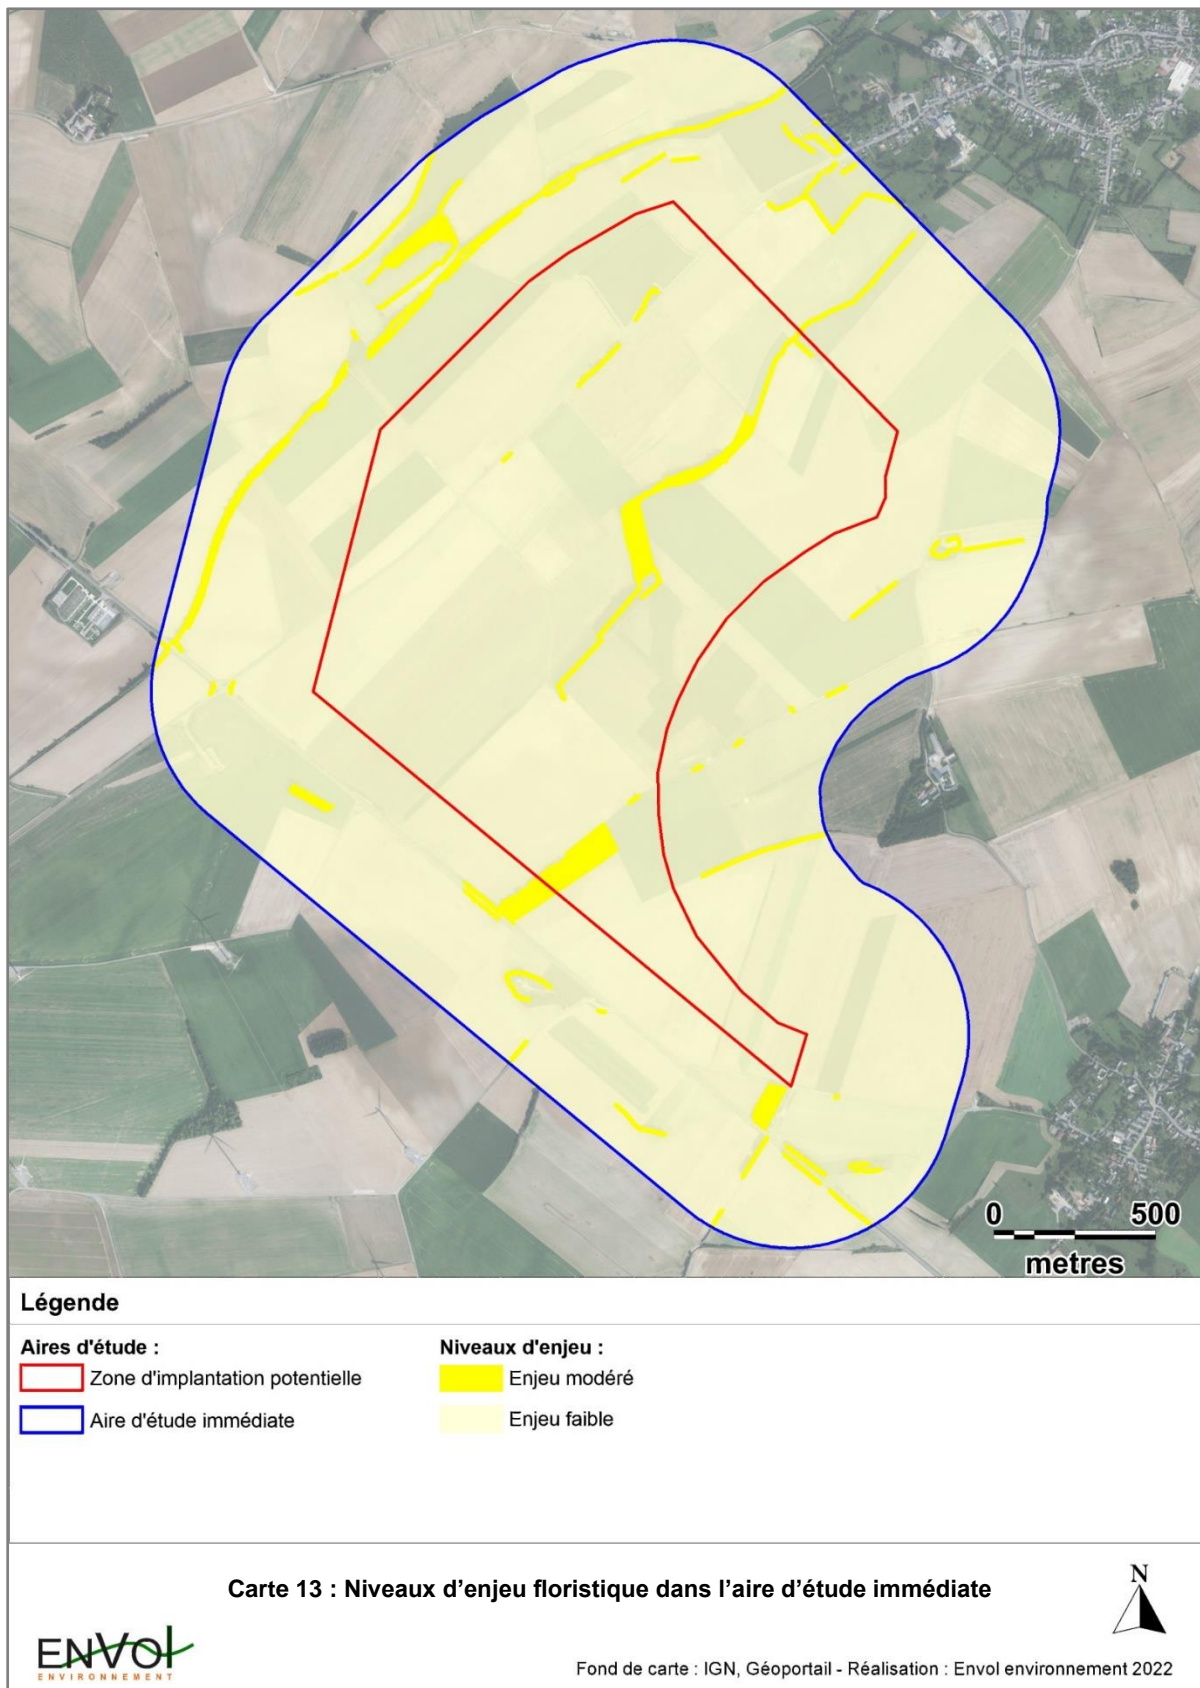 0 500
metres
Légende
Aires d'étude :
Zone d'implantation potentielle
Aire d'étude immédiate
Niveaux d'enjeu :
Enjeu modéré
Enjeu faible
Carte 13 : Niveaux d’enjeu floristique dans l’aire d’étude immédiate
N
ENVOl
ENVIRONNEMENT
Fond de carte : IGN, Géoportail - Réalisation : Envol environnement 2022